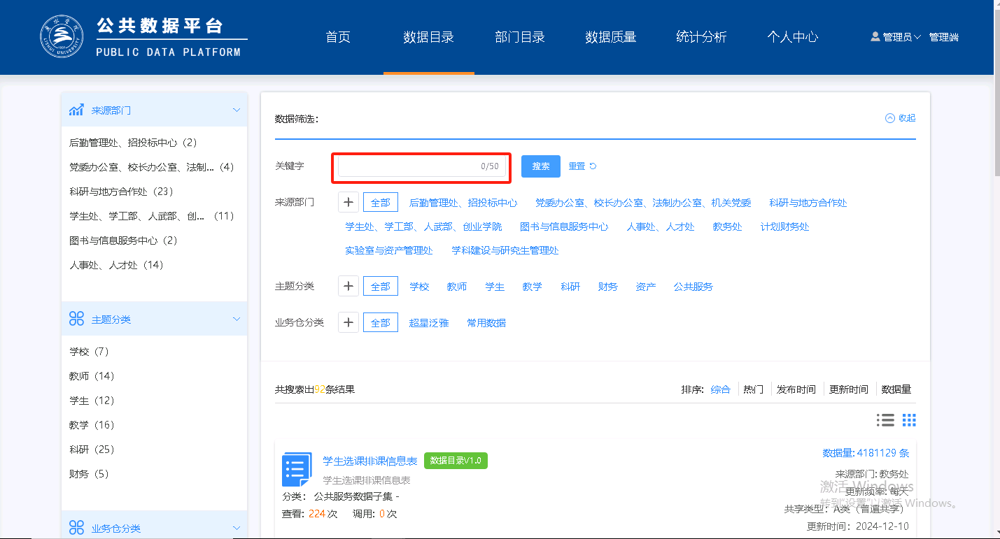 公共数据平台
PUBLIC DATA PLATFORM
LISHUI UNIVERSITY
首页 数据目录 部门目录 数据质量 统计分析 个人中心 管理员 管理端
来源部门
后勤管理处、招投标中心（2）
党委办公室、校长办公室、法制...（4）
科研与地方合作处（23）
学生处、学工部、人武部、创...（11）
图书与信息服务中心（2）
人事处、人才处（14）
主题分类
学校（7）
教师（14）
学生（12）
教学（16）
科研（25）
财务（5）
业务仓分类
数据筛选：
收起
关键字 0/50 搜索 重置
来源部门 全部 后勤管理处、招投标中心 党委办公室、校长办公室、法制办公室、机关党委 科研与地方合作处
学生处、学工部、人武部、创业学院 图书与信息服务中心 人事处、人才处 教务处 计划财务处
实验室与资产管理处 学科建设与研究生管理处
主题分类 全部 学校 教师 学生 教学 科研 财务 资产 公共服务
业务仓分类 全部 超星泛雅 常用数据
共搜索出92条结果
排序: 综合 热门 发布时间 更新时间 数据量
学生选课排课信息表 数据目录V1.0
学生选课排课信息表
分类： 公共服务数据子集 -
查看: 224 次 调用: 0 次
数据量: 4181129 条
来源部门: 教务处
更新频率: 每天
共享类型：A类（普遍共享）
更新时间：2024-12-10
激活 Windows
转到"设置"以激活 Windows。